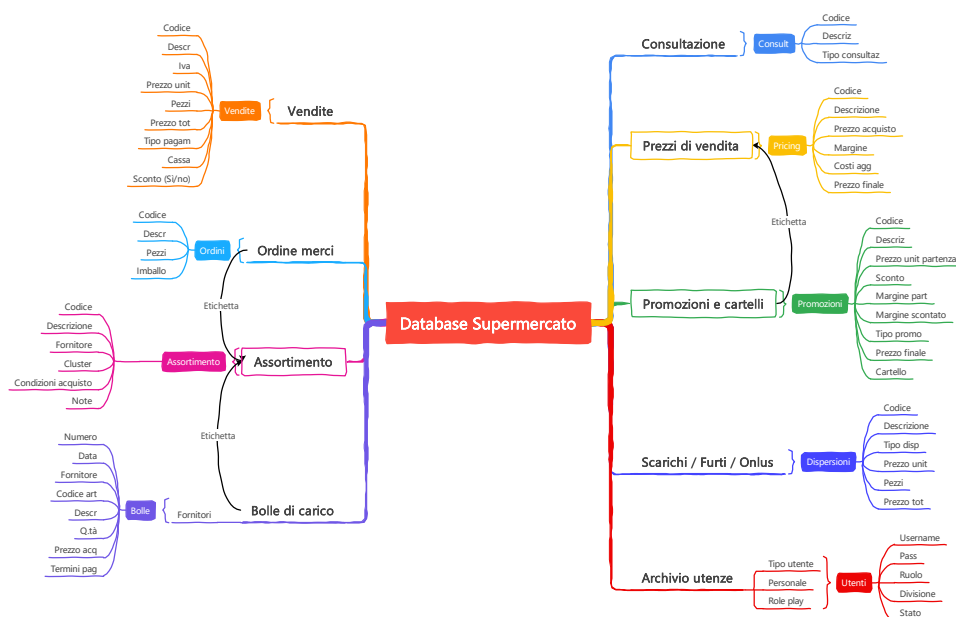 Database Supermercato
Vendite
Vendite
Codice
Descr
Iva
Prezzo unit
Pezzi
Prezzo tot
Tipo pagam
Cassa
Sconto (Sì/no)
Ordine merci
Ordini
Codice
Descr
Pezzi
Imballo
Etichetta
Assortimento
Assortimento
Codice
Descrizione
Fornitore
Cluster
Condizioni acquisto
Note
Etichetta
Bolle di carico
Fornitori
Bolle
Numero
Data
Fornitore
Codice art
Descr
Q.tà
Prezzo acq
Termini pag
Consultazione
Consult
Codice
Descriz
Tipo consultaz
Prezzi di vendita
Pricing
Codice
Descrizione
Prezzo acquisto
Margine
Costi agg
Prezzo finale
Etichetta
Promozioni e cartelli
Promozioni
Codice
Descriz
Prezzo unit partenza
Sconto
Margine part
Margine scontato
Tipo promo
Prezzo finale
Cartello
Scarichi / Furti / Onlus
Dispersioni
Codice
Descrizione
Tipo disp
Prezzo unit
Pezzi
Prezzo tot
Archivio utenze
Tipo utente
Personale
Role play
Utenti
Username
Pass
Ruolo
Divisione
Stato